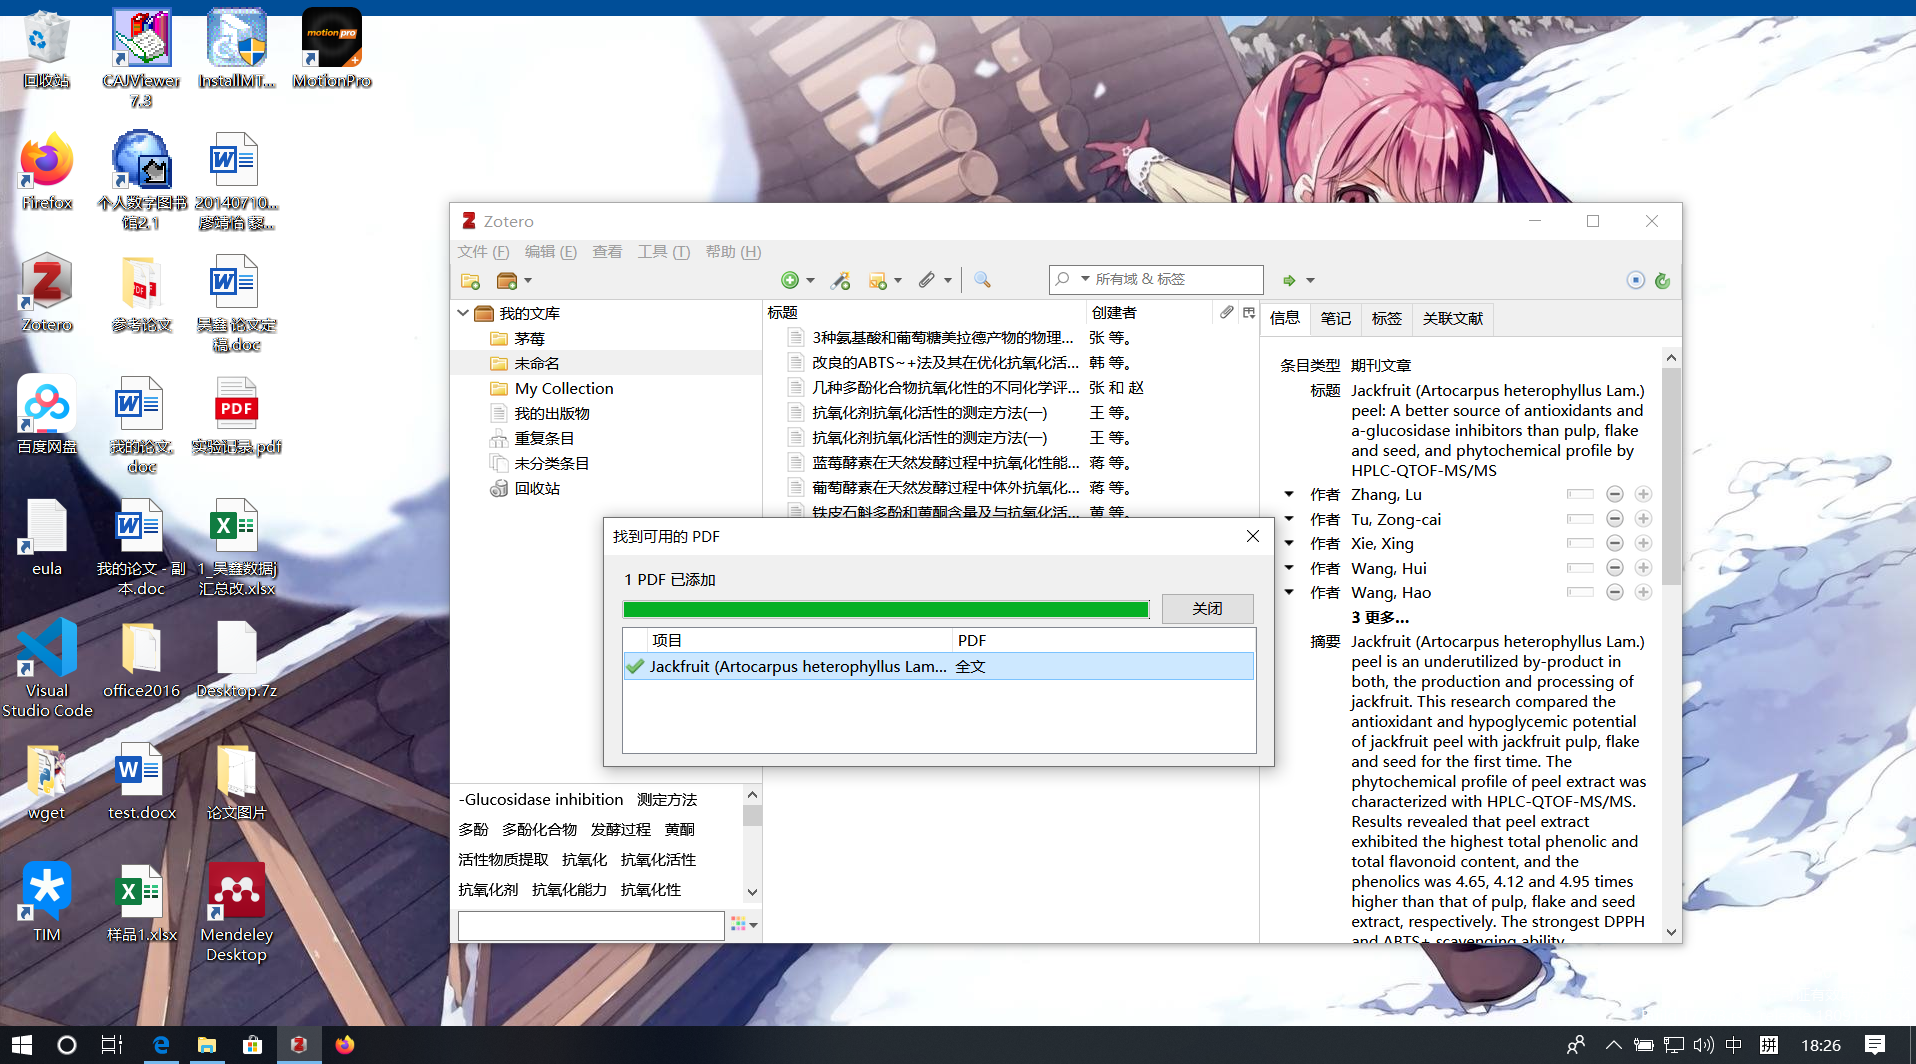 回收站
CAJViewer
7.3
InstallMT...
MotionPro
motion pro
Firefox
个人数字图书
馆2.1
20140710...
廖靖怡 黎...
Zotero
参考论文
昊鑫 论文定
稿.doc
百度网盘
我的论文.
doc
PDF
实验记录.pdf
eula
我的论文 - 副
本.doc
1_昊鑫数据j
汇总改.xlsx
Visual
Studio Code
office2016
Desktop.7z
wget
test.docx
论文图片
TIM
样品1.xlsx
Mendeley
Desktop
Zotero
文件 (F) 编辑 (E) 查看 工具 (T) 帮助 (H)
所有域 & 标签
我的文库
茅莓
未命名
My Collection
我的出版物
重复条目
未分类条目
回收站
-Glucosidase inhibition 测定方法
多酚 多酚化合物 发酵过程 黄酮
活性物质提取 抗氧化 抗氧化活性
抗氧化剂 抗氧化能力 抗氧化性
标题 创建者
3种氨基酸和葡萄糖美拉德产物的物理... 张 等。
改良的ABTS~+法及其在优化抗氧化活... 韩 等。
几种多酚化合物抗氧化性的不同化学评... 张 和 赵
抗氧化剂抗氧化活性的测定方法(一) 王 等。
抗氧化剂抗氧化活性的测定方法(一) 王 等。
蓝莓酵素在天然发酵过程中抗氧化性能... 蒋 等。
葡萄酵素在天然发酵过程中体外抗氧化... 蒋 等。
铁皮石斛多酚和黄酮含量及与抗氧化活... 黄 等。
找到可用的 PDF
1 PDF 已添加
关闭
项目 PDF
Jackfruit (Artocarpus heterophyllus Lam... 全文
信息 笔记 标签 关联文献
条目类型 期刊文章
标题 Jackfruit (Artocarpus heterophyllus Lam.)
peel: A better source of antioxidants and
a-glucosidase inhibitors than pulp, flake
and seed, and phytochemical profile by
HPLC-QTOF-MS/MS
作者 Zhang, Lu
作者 Tu, Zong-cai
作者 Xie, Xing
作者 Wang, Hui
作者 Wang, Hao
3 更多...
摘要 Jackfruit (Artocarpus heterophyllus Lam.)
peel is an underutilized by-product in
both, the production and processing of
jackfruit. This research compared the
antioxidant and hypoglycemic potential
of jackfruit peel with jackfruit pulp, flake
and seed for the first time. The
phytochemical profile of peel extract was
characterized with HPLC-QTOF-MS/MS.
Results revealed that peel extract
exhibited the highest total phenolic and
total flavonoid content, and the
phenolics was 4.65, 4.12 and 4.95 times
higher than that of pulp, flake and seed
extract, respectively. The strongest DPPH
and ABTS+ scavenging ability,
中 拼 18:26